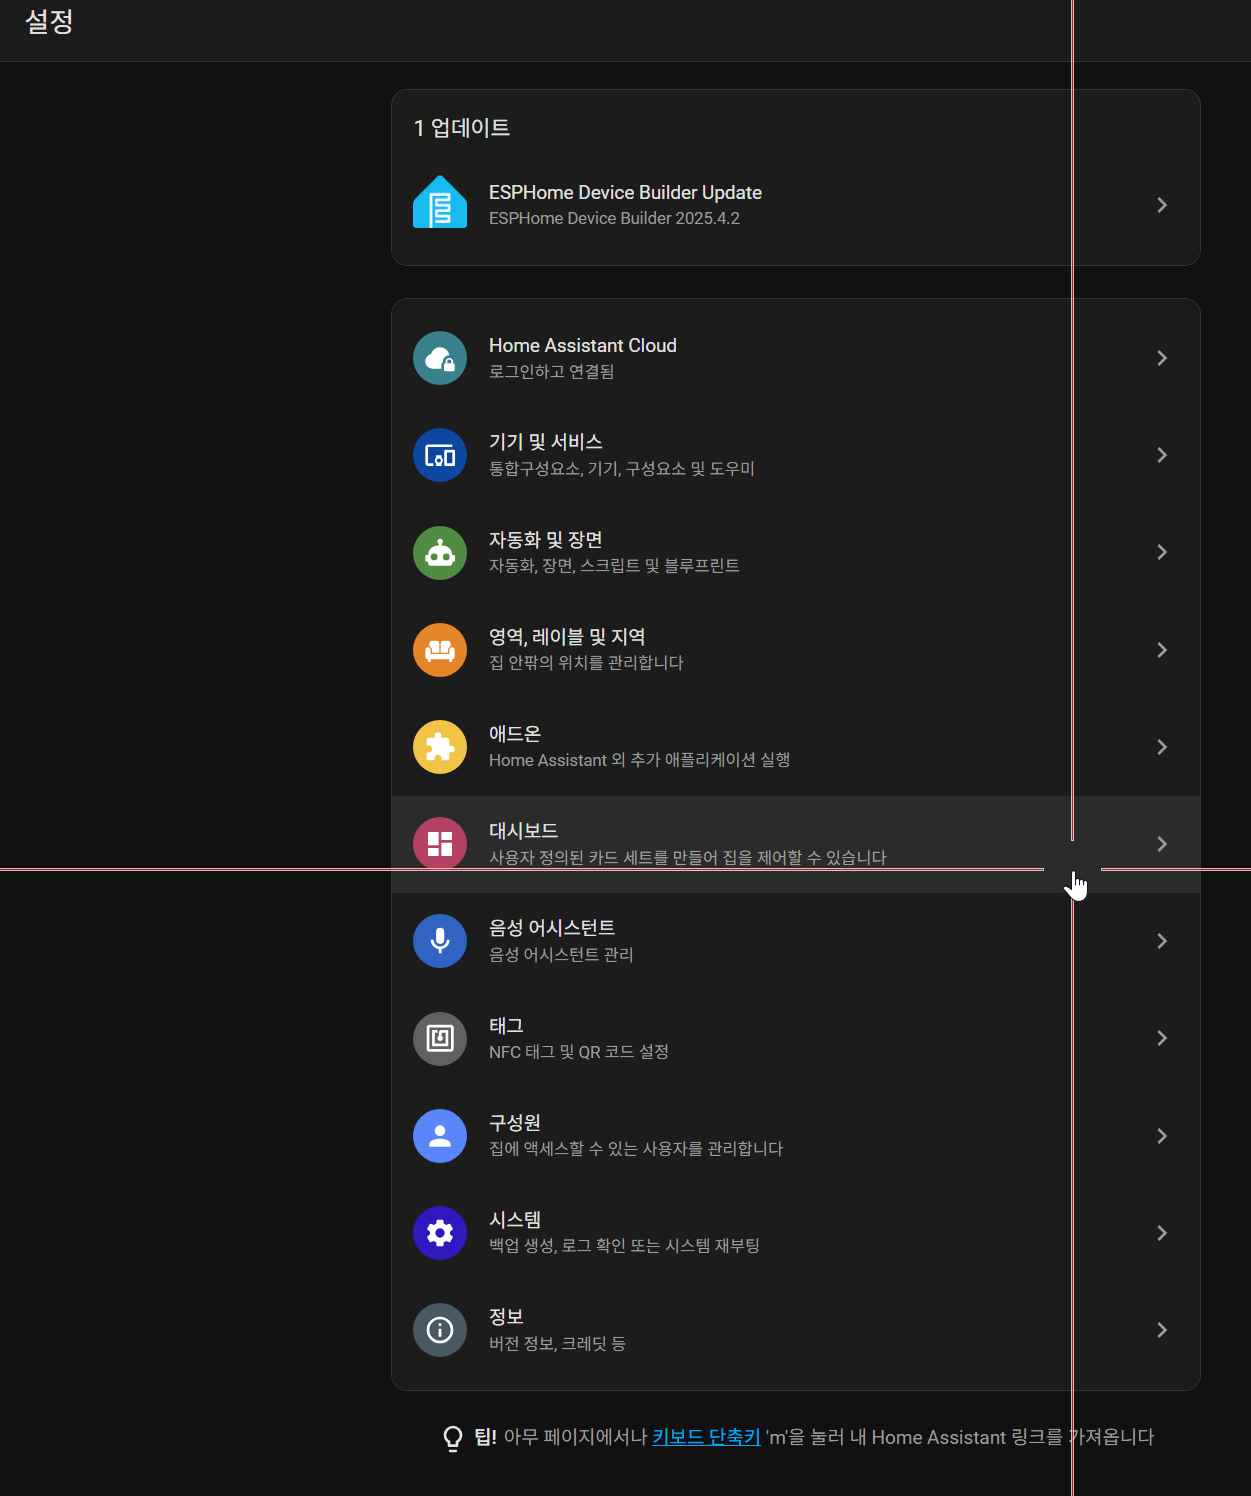 설정
1 업데이트
ESPHome Device Builder Update
ESPHome Device Builder 2025.4.2
Home Assistant Cloud
로그인하고 연결됨
기기 및 서비스
통합구성요소, 기기, 구성요소 및 도우미
자동화 및 장면
자동화, 장면, 스크립트 및 블루프린트
영역, 레이블 및 지역
집 안팎의 위치를 관리합니다
애드온
Home Assistant 외 추가 애플리케이션 실행
대시보드
사용자 정의된 카드 세트를 만들어 집을 제어할 수 있습니다
음성 어시스턴트
음성 어시스턴트 관리
태그
NFC 태그 및 QR 코드 설정
구성원
집에 액세스할 수 있는 사용자를 관리합니다
시스템
백업 생성, 로그 확인 또는 시스템 재부팅
정보
버전 정보, 크레딧 등
팁! 아무 페이지에서나 키보드 단축키 'm'을 눌러 내 Home Assistant 링크를 가져옵니다